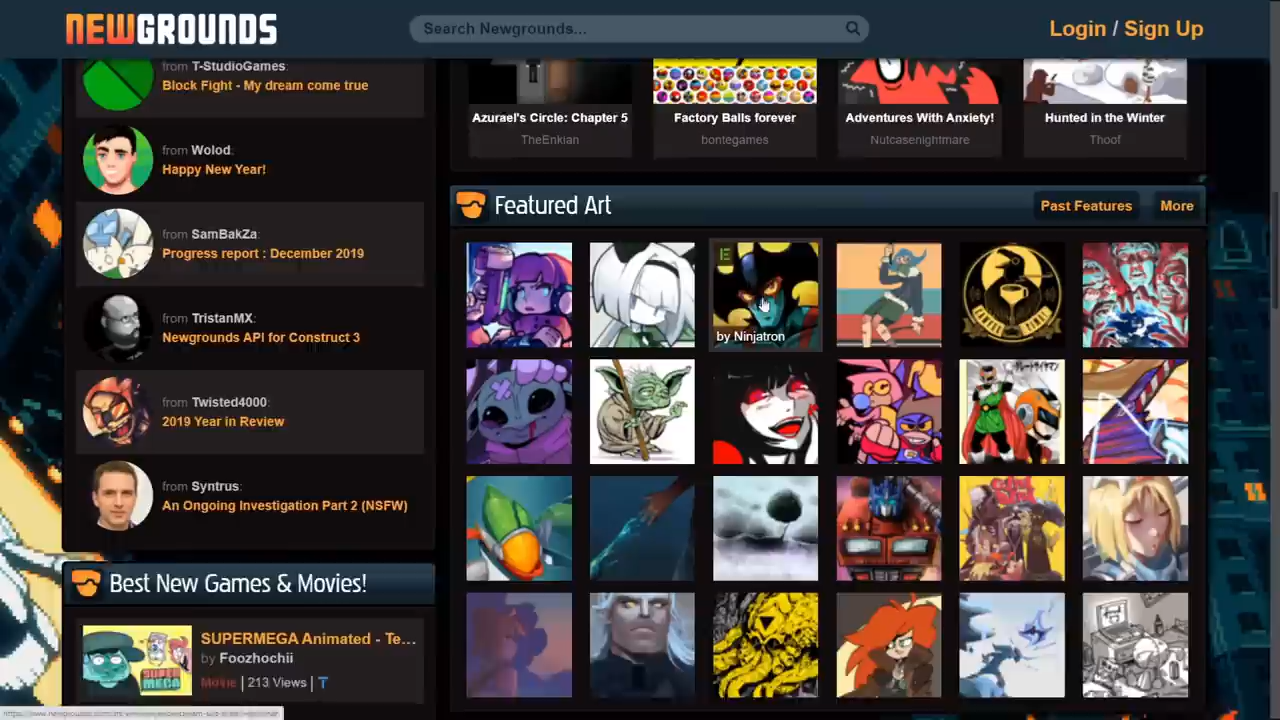 NEWGROUNDS
Search Newgrounds...
Login / Sign Up
from T-StudioGames:
Block Fight - My dream come true
from Wolod:
Happy New Year!
from SamBakZa:
Progress report : December 2019
from TristanMX:
Newgrounds API for Construct 3
from Twisted4000:
2019 Year in Review
from Syntrus:
An Ongoing Investigation Part 2 (NSFW)
Best New Games & Movies!
SUPERMEGA Animated - Te...
by Foozhochii
Movie | 213 Views | T
SUPER
MEGA
Azurael's Circle: Chapter 5
TheEnkian
Factory Balls forever
bontegames
Adventures With Anxiety!
Nutcasenightmare
Hunted in the Winter
Thoof
Featured Art
Past Features
More
E
by Ninjatron